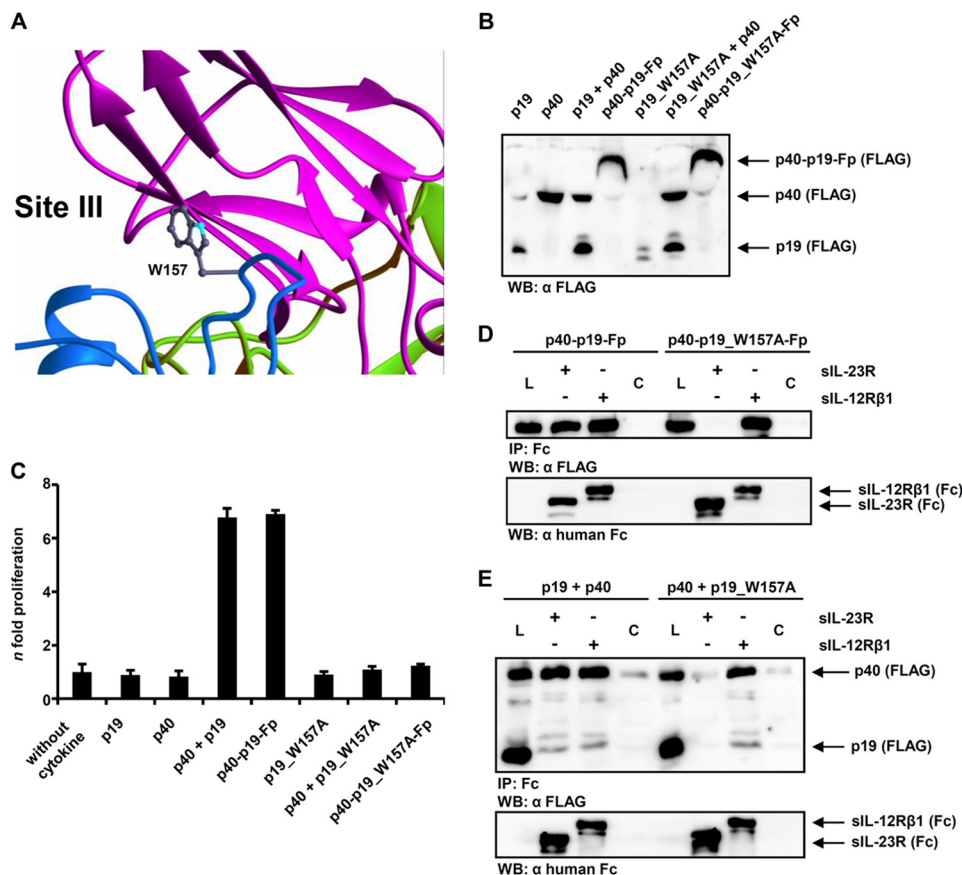 A
Site III
W157
B
p19
p40
p19 + p40
p40-p19-Fp
p19_W157A
p19_W157A + p40
p40-p19_W157A-Fp
p40-p19-Fp (FLAG)
p40 (FLAG)
p19 (FLAG)
WB: α FLAG
C
n fold proliferation
8
6
4
2
0
without cytokine
p19
p40
p40 + p19
p40-p19-Fp
p19_W157A
p40 + p19_W157A
p40-p19_W157A-Fp
D
p40-p19-Fp p40-p19_W157A-Fp
L + - C L + - C sIL-23R
- + - + sIL-12Rβ1
IP: Fc
WB: α FLAG
sIL-12Rβ1 (Fc)
sIL-23R (Fc)
WB: α human Fc
E
p19 + p40 p40 + p19_W157A
L + - C L + - C sIL-23R
- + - + sIL-12Rβ1
p40 (FLAG)
p19 (FLAG)
IP: Fc
WB: α FLAG
sIL-12Rβ1 (Fc)
sIL-23R (Fc)
WB: α human Fc